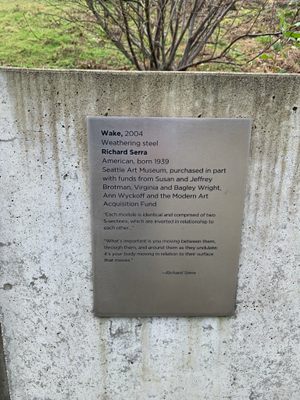 Wake, 2004
Weathering steel
Richard Serra
American, born 1939
Seattle Art Museum, purchased in part
with funds from Susan and Jeffrey
Brotman, Virginia and Bagley Wright,
Ann Wyckoff and the Modern Art
Acquisition Fund
"Each module is identical and comprised of two
S-sections, which are inverted in relationship to
each other..."
"What's important is you moving between them,
through them, and around them as they undulate:
it's your body moving in relation to their surface
that moves."
—Richard Serra